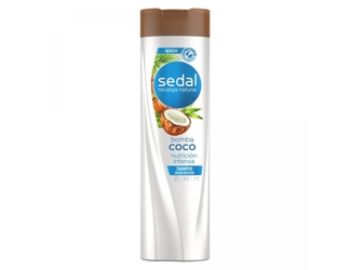 NUEVO
sedal
recarga natural
bomba
COCO
nutrición
intensa
SHAMPOO